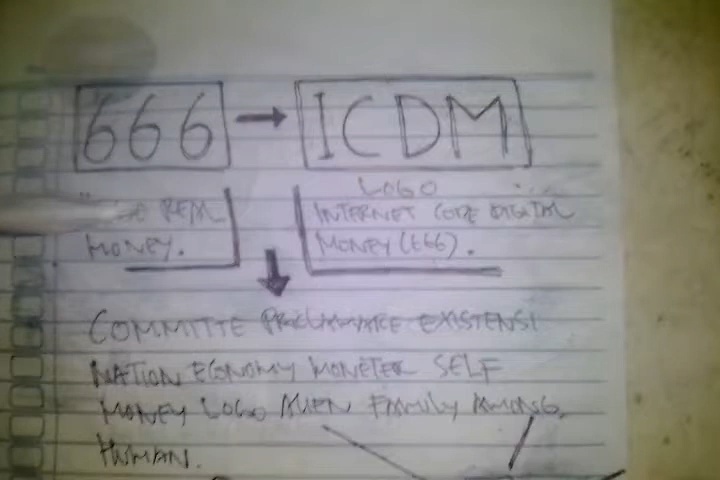 666 → ICDM
LOGO
REAL INTERNET CODE DIGITAL
MONEY. MONEY (666).
COMMITTE EXISTENSI
NATION ECONOMY MONETER SELF
MONEY LOGO ALIEN FAMILY AMONG
HUMAN.